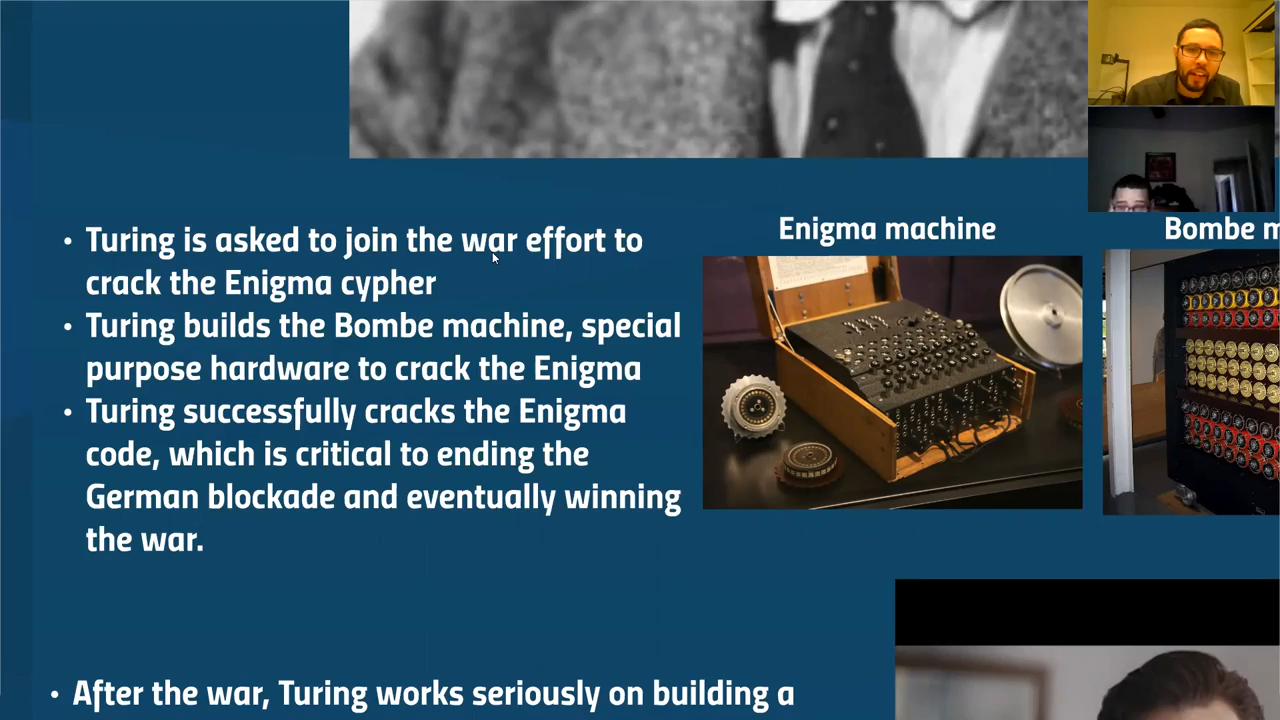 Enigma machine
Bombe m
• Turing is asked to join the war effort to
crack the Enigma cypher
• Turing builds the Bombe machine, special
purpose hardware to crack the Enigma
• Turing successfully cracks the Enigma
code, which is critical to ending the
German blockade and eventually winning
the war.
• After the war, Turing works seriously on building a